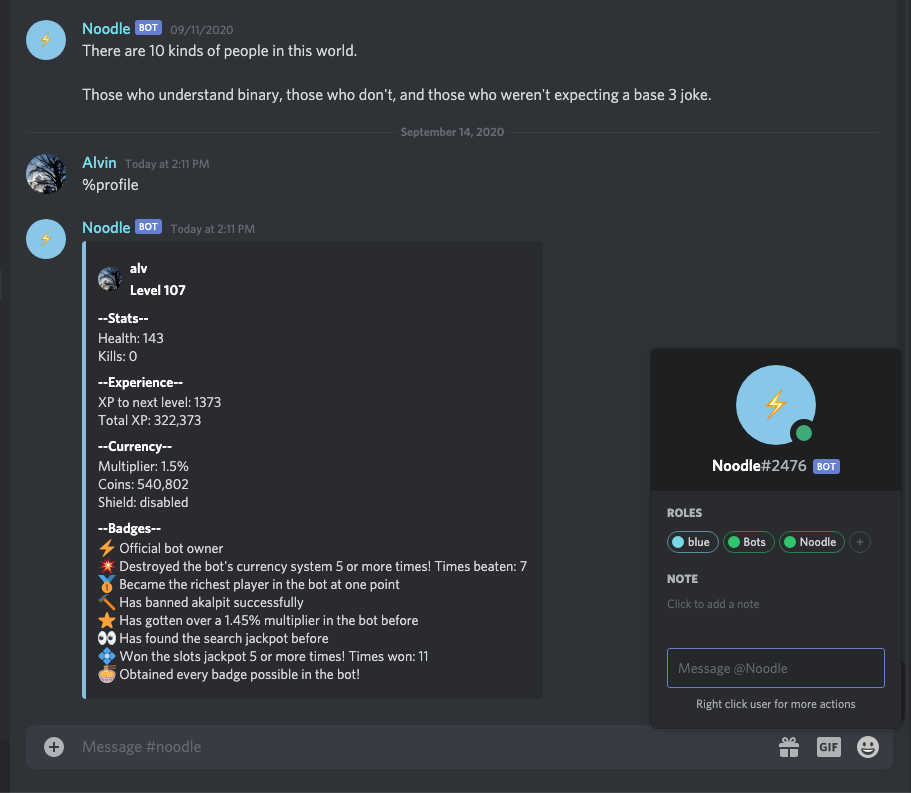 Noodle BOT 09/11/2020
There are 10 kinds of people in this world.
Those who understand binary, those who don't, and those who weren't expecting a base 3 joke.
September 14, 2020
Alvin Today at 2:11 PM
%profile
Noodle BOT Today at 2:11 PM
alv
Level 107
--Stats--
Health: 143
Kills: 0
--Experience--
XP to next level: 1373
Total XP: 322,373
--Currency--
Multiplier: 1.5%
Coins: 540,802
Shield: disabled
--Badges--
Official bot owner
Destroyed the bot's currency system 5 or more times! Times beaten: 7
Became the richest player in the bot at one point
Has banned akalpit successfully
Has gotten over a 1.45% multiplier in the bot before
Has found the search jackpot before
Won the slots jackpot 5 or more times! Times won: 11
Obtained every badge possible in the bot!
Noodle#2476 BOT
ROLES
blue Bots Noodle +
NOTE
Click to add a note
Message @Noodle
Right click user for more actions
Message #noodle
GIF